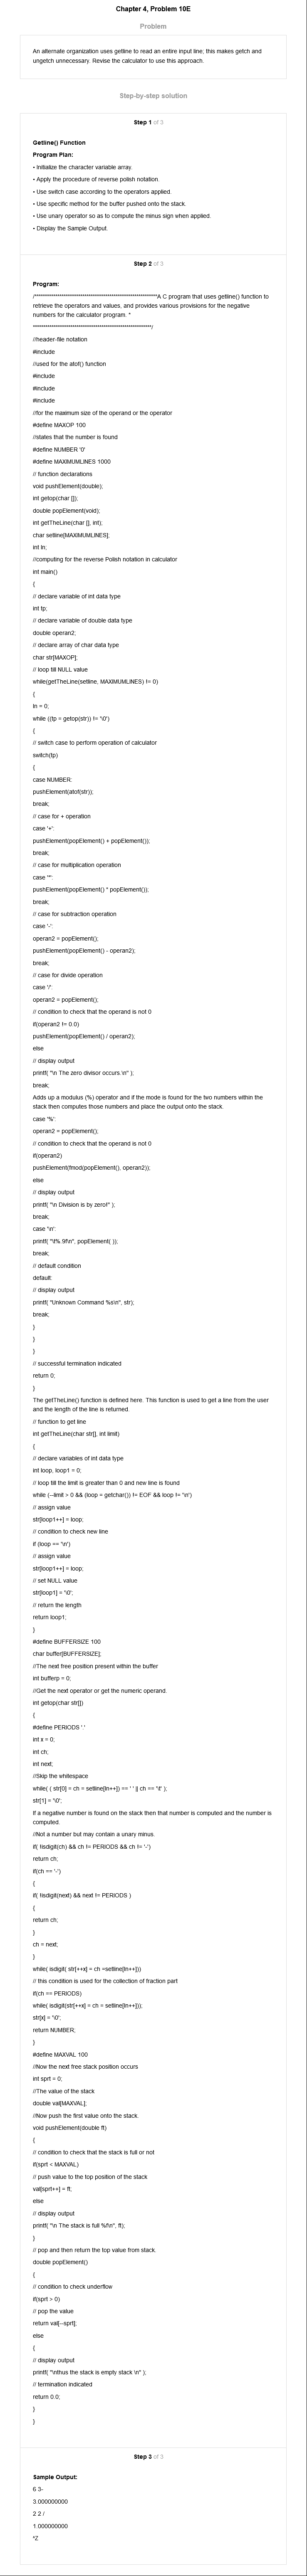 Chapter 4, Problem 10E
Problem
An alternate organization uses getline to read an entire input line; this makes getch and
ungetch unnecessary. Revise the calculator to use this approach.
Step-by-step solution
Step 1 of 3
Getline() Function
Program Plan:
• Initialize the character variable array.
• Apply the procedure of reverse polish notation.
• Use switch case according to the operators applied.
• Use specific method for the buffer pushed onto the stack.
• Use unary operator so as to compute the minus sign when applied.
• Display the Sample Output.
Step 2 of 3
Program:
/**********************************************************A C program that uses getline() function to
retrieve the operators and values, and provides various provisions for the negative
numbers for the calculator program. *
*********************************************************/
//header-file notation
#include
//used for the atof() function
#include
#include
#include
//for the maximum size of the operand or the operator
#define MAXOP 100
//states that the number is found
#define NUMBER '0'
#define MAXIMUMLINES 1000
// function declarations
void pushElement(double);
int getop(char []);
double popElement(void);
int getTheLine(char [], int);
char setline[MAXIMUMLINES];
int ln;
//computing for the reverse Polish notation in calculator
int main()
{
// declare variable of int data type
int tp;
// declare variable of double data type
double operan2;
// declare array of char data type
char str[MAXOP];
// loop till NULL value
while(getTheLine(setline, MAXIMUMLINES) != 0)
{
ln = 0;
while ((tp = getop(str)) != '\0')
{
// switch case to perform operation of calculator
switch(tp)
{
case NUMBER:
pushElement(atof(str));
break;
// case for + operation
case '+':
pushElement(popElement() + popElement());
break;
// case for multiplication operation
case '*':
pushElement(popElement() * popElement());
break;
// case for subtraction operation
case '-':
operan2 = popElement();
pushElement(popElement() - operan2);
break;
// case for divide operation
case '/':
operan2 = popElement();
// condition to check that the operand is not 0
if(operan2 != 0.0)
pushElement(popElement() / operan2);
else
// display output
printf( "\n The zero divisor occurs.\n" );
break;
Adds up a modulus (%) operator and if the mode is found for the two numbers within the
stack then computes those numbers and place the output onto the stack.
case '%':
operan2 = popElement();
// condition to check that the operand is not 0
if(operan2)
pushElement(fmod(popElement(), operan2));
else
// display output
printf( "\n Division is by zero!" );
break;
case '\n':
printf( "\t%.9f\n", popElement( ));
break;
// default condition
default:
// display output
printf( "Unknown Command %s\n", str);
break;
}
}
}
// successful termination indicated
return 0;
}
The getTheLine() function is defined here. This function is used to get a line from the user
and the length of the line is returned.
// function to get line
int getTheLine(char str[], int limit)
{
// declare variables of int data type
int loop, loop1 = 0;
// loop till the limit is greater than 0 and new line is found
while (--limit > 0 && (loop = getchar()) != EOF && loop != '\n')
// assign value
str[loop1++] = loop;
// condition to check new line
if (loop == '\n')
// assign value
str[loop1++] = loop;
// set NULL value
str[loop1] = '\0';
// return the length
return loop1;
}
#define BUFFERSIZE 100
char buffer[BUFFERSIZE];
//The next free position present within the buffer
int bufferp = 0;
//Get the next operator or get the numeric operand.
int getop(char str[])
{
#define PERIODS '.'
int x = 0;
int ch;
int next;
//Skip the whitespace
while( ( str[0] = ch = setline[ln++]) == ' ' || ch == '\t' );
str[1] = '\0';
If a negative number is found on the stack then that number is computed and the number is
computed.
//Not a number but may contain a unary minus.
if( !isdigit(ch) && ch != PERIODS && ch != '-')
return ch;
if(ch == '-')
{
if( !isdigit(next) && next != PERIODS )
{
return ch;
}
ch = next;
}
while( isdigit( str[++x] = ch =setline[ln++]))
// this condition is used for the collection of fraction part
if(ch == PERIODS)
while( isdigit(str[++x] = ch = setline[ln++]));
str[x] = '\0';
return NUMBER;
}
#define MAXVAL 100
//Now the next free stack position occurs
int sprt = 0;
//The value of the stack
double val[MAXVAL];
//Now push the first value onto the stack.
void pushElement(double ft)
{
// condition to check that the stack is full or not
if(sprt < MAXVAL)
// push value to the top position of the stack
val[sprt++] = ft;
else
// display output
printf( "\n The stack is full %f\n", ft);
}
// pop and then return the top value from stack.
double popElement()
{
// condition to check underflow
if(sprt > 0)
// pop the value
return val[--sprt];
else
{
// display output
printf( "\nthus the stack is empty stack \n" );
// termination indicated
return 0.0;
}
}
Step 3 of 3
Sample Output:
6 3-
3.000000000
2 2 /
1.000000000
^Z